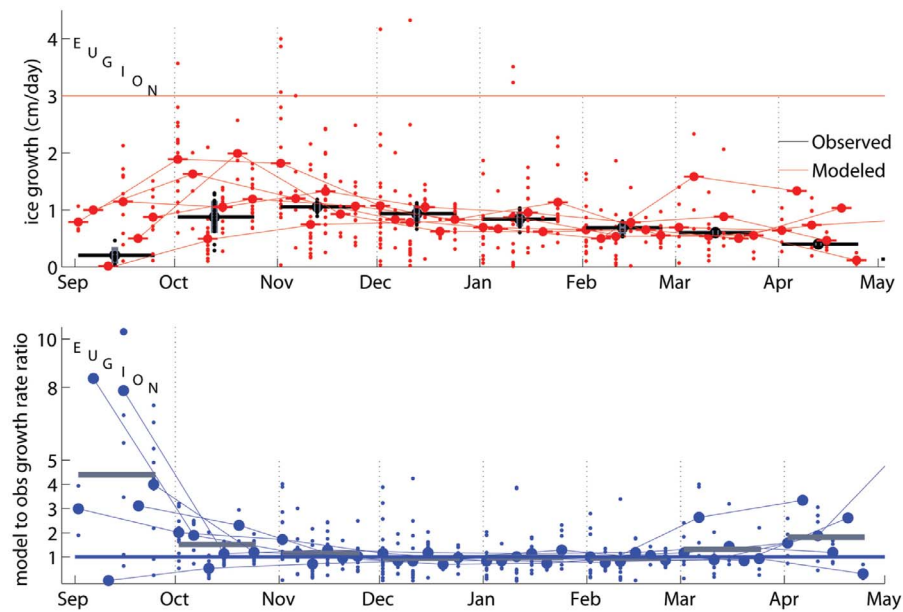 4
3
2
1
0
ice growth (cm/day)
E U G I O N
Observed
Modeled
Sep Oct Nov Dec Jan Feb Mar Apr May
10
8
5
4
3
2
1
model to obs growth rate ratio
E U G I O N
Sep Oct Nov Dec Jan Feb Mar Apr May